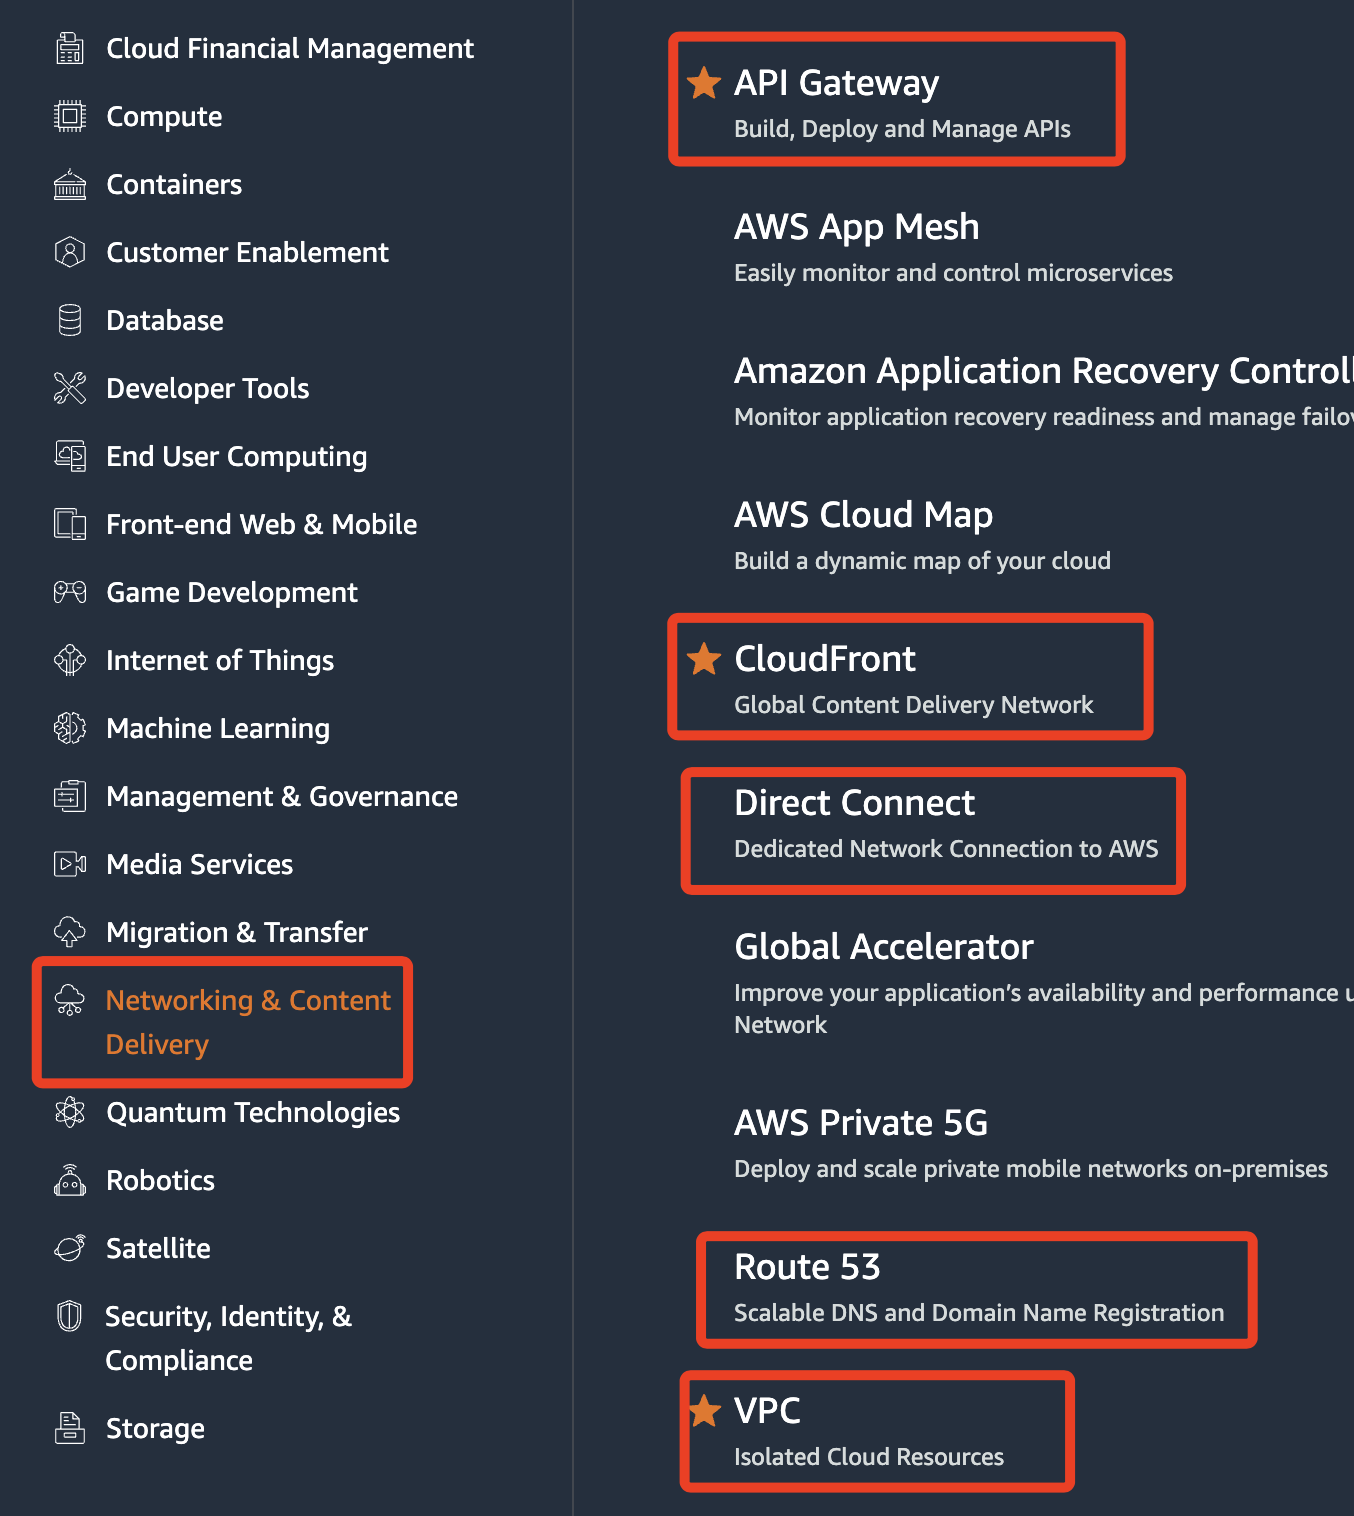 Cloud Financial Management
Compute
Containers
Customer Enablement
Database
Developer Tools
End User Computing
Front-end Web & Mobile
Game Development
Internet of Things
Machine Learning
Management & Governance
Media Services
Migration & Transfer
Networking & Content
Delivery
Quantum Technologies
Robotics
Satellite
Security, Identity, &
Compliance
Storage
API Gateway
Build, Deploy and Manage APIs
AWS App Mesh
Easily monitor and control microservices
Amazon Application Recovery Controll
Monitor application recovery readiness and manage failov
AWS Cloud Map
Build a dynamic map of your cloud
CloudFront
Global Content Delivery Network
Direct Connect
Dedicated Network Connection to AWS
Global Accelerator
Improve your application’s availability and performance u
Network
AWS Private 5G
Deploy and scale private mobile networks on-premises
Route 53
Scalable DNS and Domain Name Registration
VPC
Isolated Cloud Resources